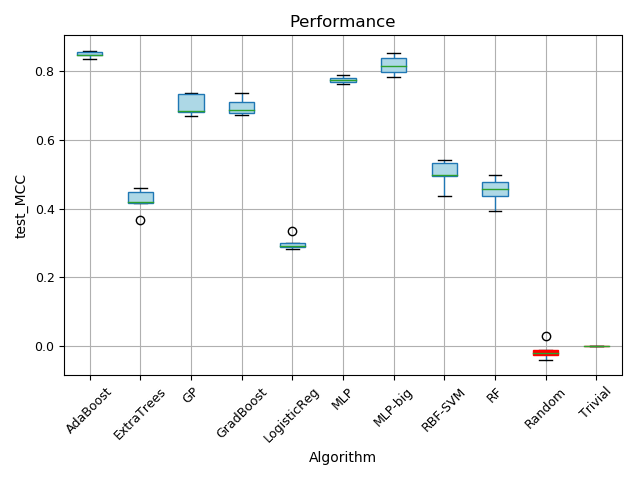 Performance
test_MCC
0.8
0.6
0.4
0.2
0.0
AdaBoost
ExtraTrees
GP
GradBoost
LogisticReg
MLP
MLP-big
RBF-SVM
RF
Random
Trivial
Algorithm